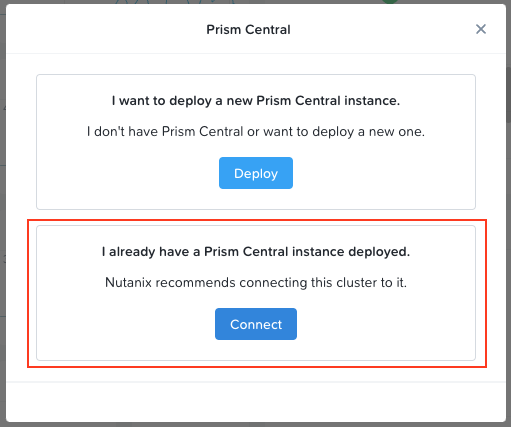 Prism Central
I want to deploy a new Prism Central instance.
I don't have Prism Central or want to deploy a new one.
Deploy
I already have a Prism Central instance deployed.
Nutanix recommends connecting this cluster to it.
Connect